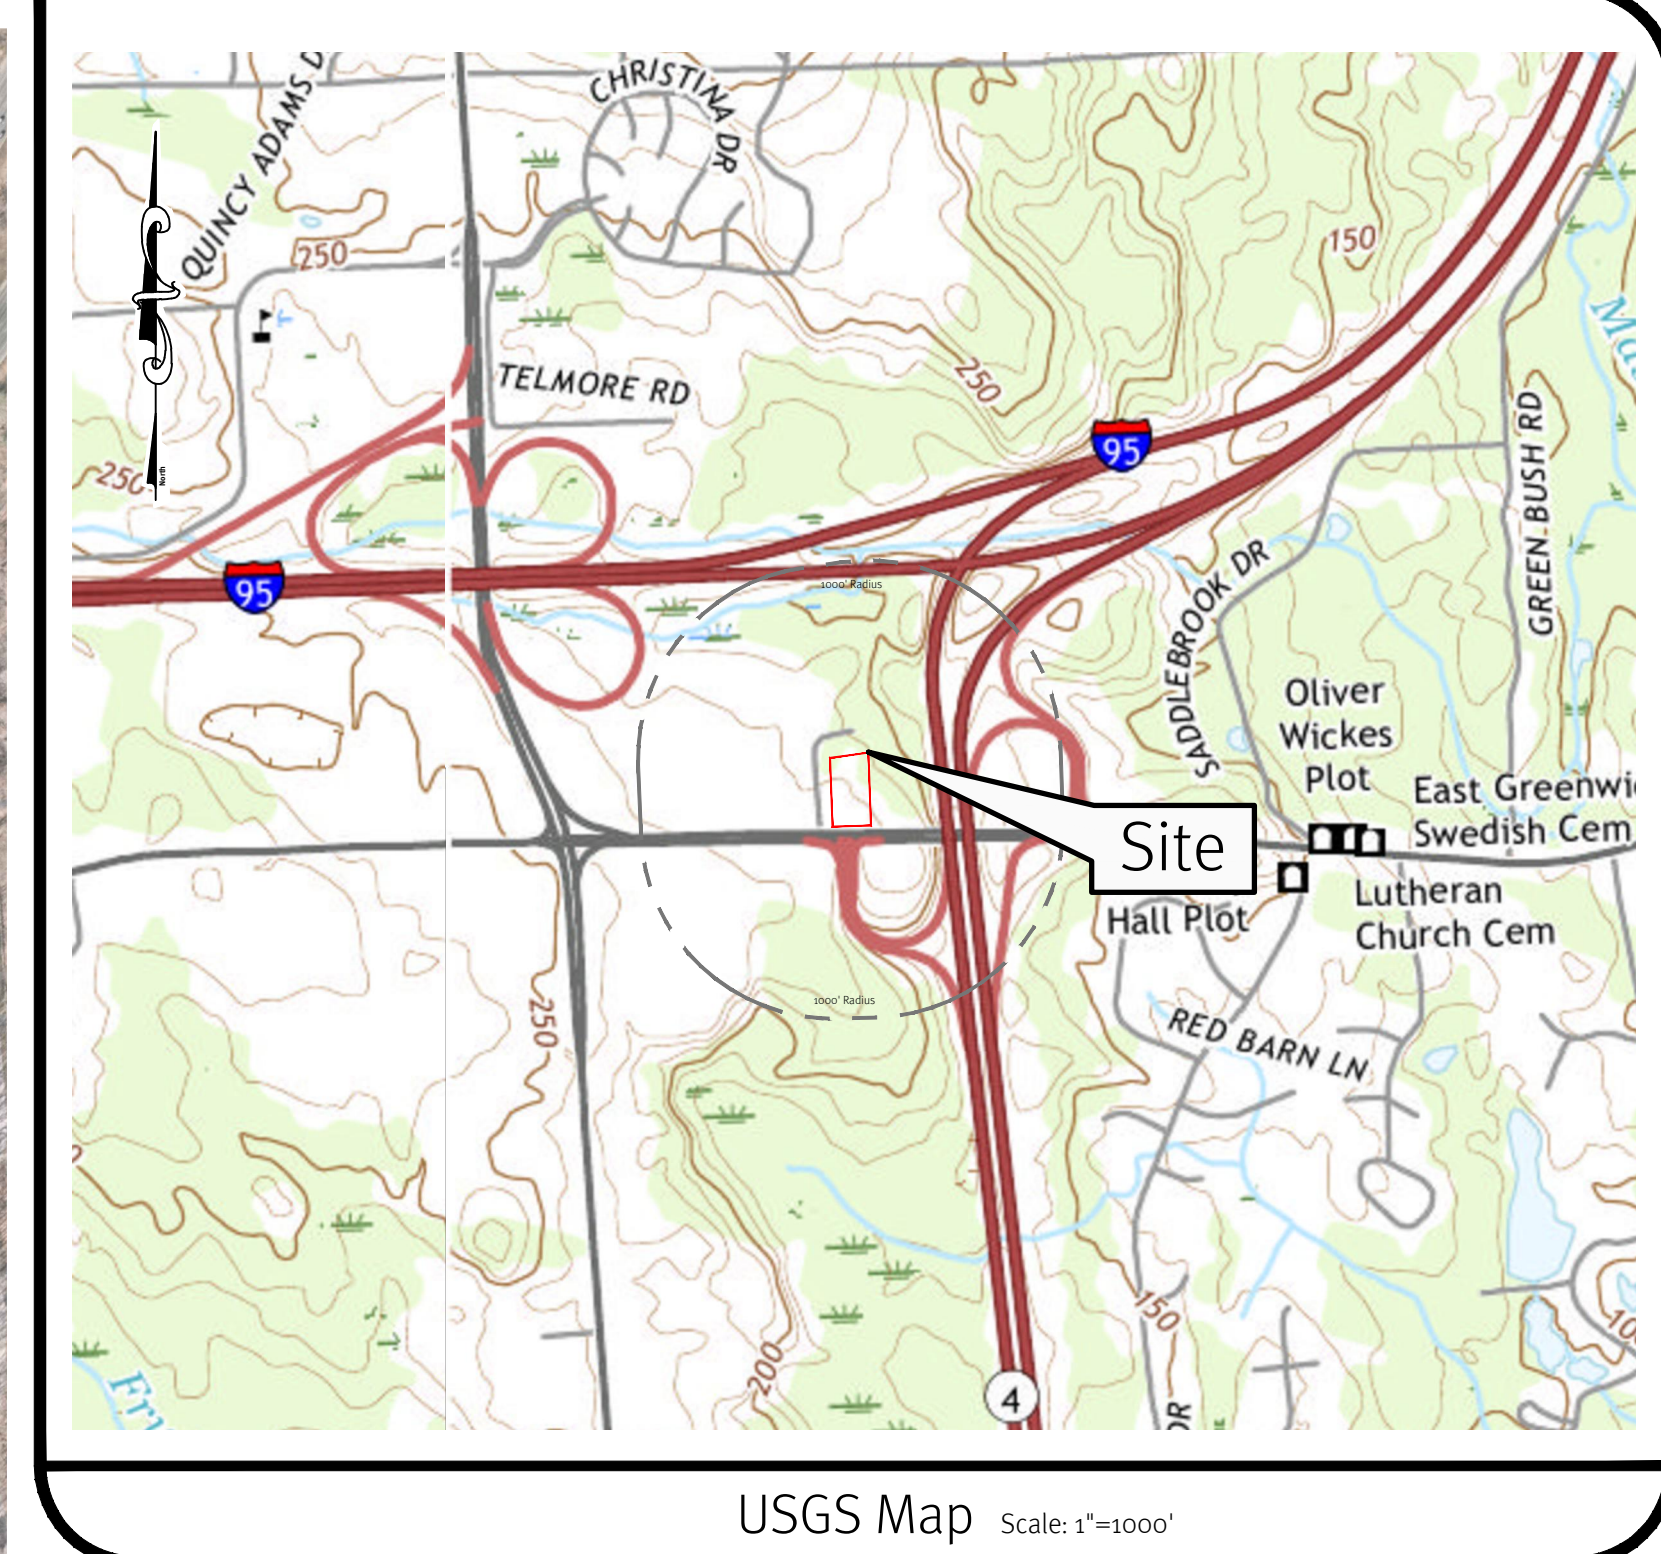 CHRISTINA DR
QUINCY ADAMS D
250
150
TELMORE RD
250
250
95
GREEN BUSH RD
North
95
1000' Radius
SADDLEBROOK DR
Oliver
Wickes
Plot
East Greenwi
Swedish Cem
Site
Lutheran
Church Cem
Hall Plot
1000' Radius
250
RED BARN LN
150
200
4
DR
USGS Map Scale: 1"=1000'